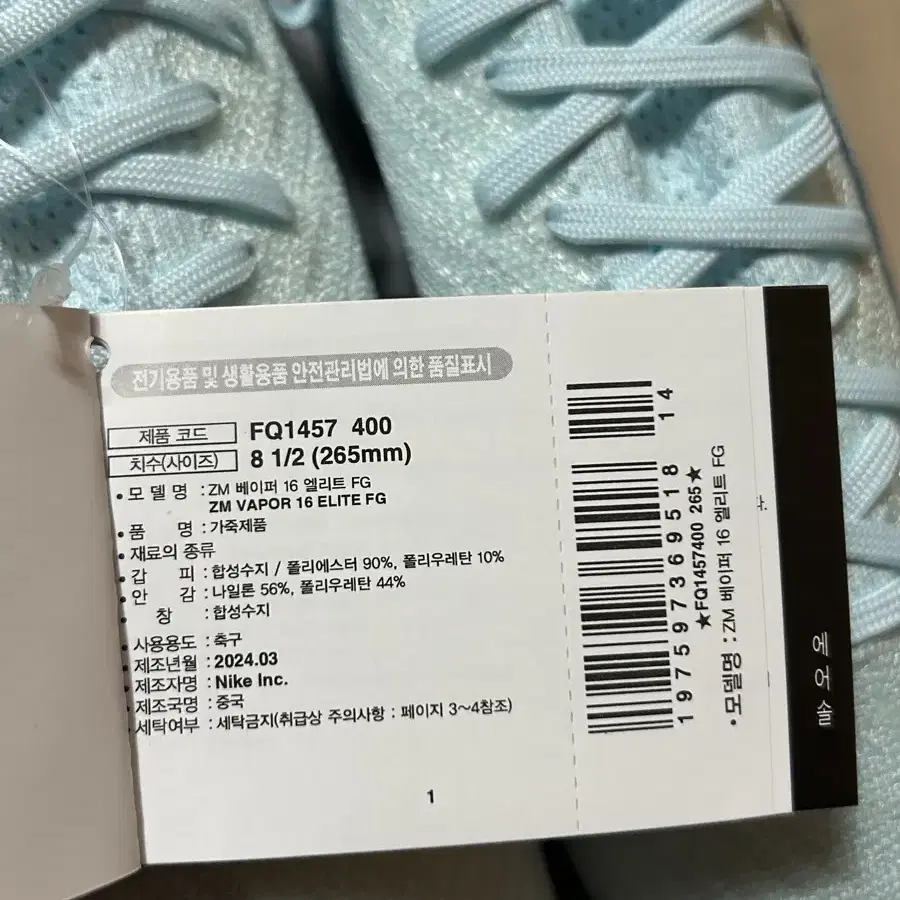 전기용품 및 생활용품 안전관리법에 의한 품질표시
제품 코드 FQ1457 400
치수(사이즈) 8 1/2 (265mm)
• 모 델 명 : ZM 베이퍼 16 엘리트 FG
ZM VAPOR 16 ELITE FG
• 품 명 : 가죽제품
• 재료의 종류
• 갑 피 : 합성수지 / 폴리에스터 90%, 폴리우레탄 10%
• 안 감 : 나일론 56%, 폴리우레탄 44%
• 창 : 합성수지
• 사용용도 : 축구
• 제조년월 : 2024.03
• 제조자명 : Nike Inc.
• 제조국명 : 중국
• 세탁여부 : 세탁금지(취급상 주의사항 : 페이지 3~4참조)
1
14
197597369518
★FQ1457400 265★
• 모델명 : ZM 베이퍼 16 엘리트 FG
에어솔